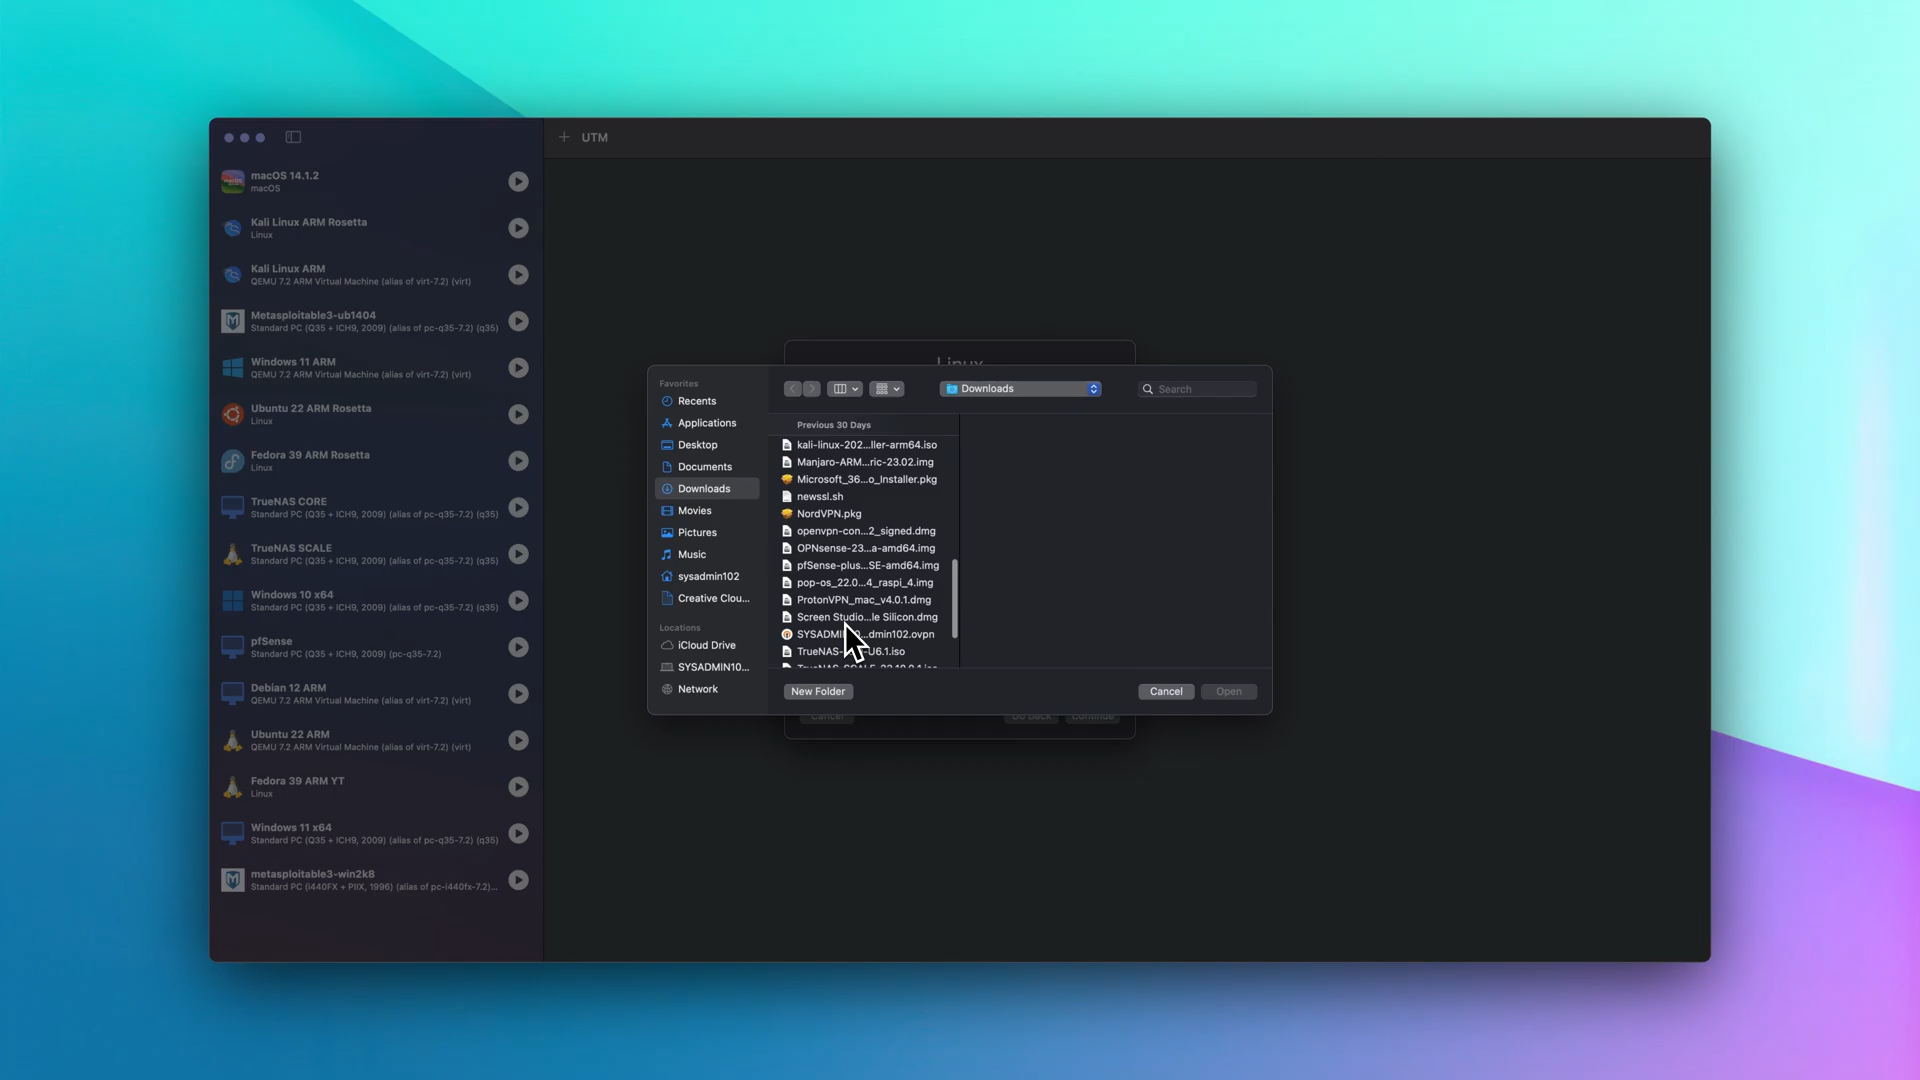 UTM
macOS 14.1.2
macOS
Kali Linux ARM Rosetta
Linux
Kali Linux ARM
QEMU 7.2 ARM Virtual Machine (alias of virt-7.2) (virt)
Metasploitable3-ub1404
Standard PC (Q35 + ICH9, 2009) (alias of pc-q35-7.2) (q35)
Windows 11 ARM
QEMU 7.2 ARM Virtual Machine (alias of virt-7.2) (virt)
Ubuntu 22 ARM Rosetta
Linux
Fedora 39 ARM Rosetta
Linux
TrueNAS CORE
Standard PC (Q35 + ICH9, 2009) (alias of pc-q35-7.2) (q35)
TrueNAS SCALE
Standard PC (Q35 + ICH9, 2009) (alias of pc-q35-7.2) (q35)
Windows 10 x64
Standard PC (Q35 + ICH9, 2009) (alias of pc-q35-7.2) (q35)
pfSense
Standard PC (Q35 + ICH9, 2009) (pc-q35-7.2)
Debian 12 ARM
QEMU 7.2 ARM Virtual Machine (alias of virt-7.2) (virt)
Ubuntu 22 ARM
QEMU 7.2 ARM Virtual Machine (alias of virt-7.2) (virt)
Fedora 39 ARM YT
Linux
Windows 11 x64
Standard PC (Q35 + ICH9, 2009) (alias of pc-q35-7.2) (q35)
metasploitable3-win2k8
Standard PC (i440FX + PIIX, 1996) (alias of pc-i440fx-7.2)...
Linux
Favorites
Recents
Applications
Desktop
Documents
Downloads
Movies
Pictures
Music
sysadmin102
Creative Clou...
Locations
iCloud Drive
SYSADMIN10...
Network
Downloads
Search
Previous 30 Days
kali-linux-202...ller-arm64.iso
Manjaro-ARM...ric-23.02.img
Microsoft_36...o_Installer.pkg
newssl.sh
NordVPN.pkg
openvpn-con...2_signed.dmg
OPNsense-23...a-amd64.img
pfSense-plus...SE-amd64.img
pop-os_22.0...4_raspi_4.img
ProtonVPN_mac_v4.0.1.dmg
Screen Studio...le Silicon.dmg
dmin102.ovpn
U6.1.iso
New Folder
Cancel
Open
Cancel
Go Back
Continue